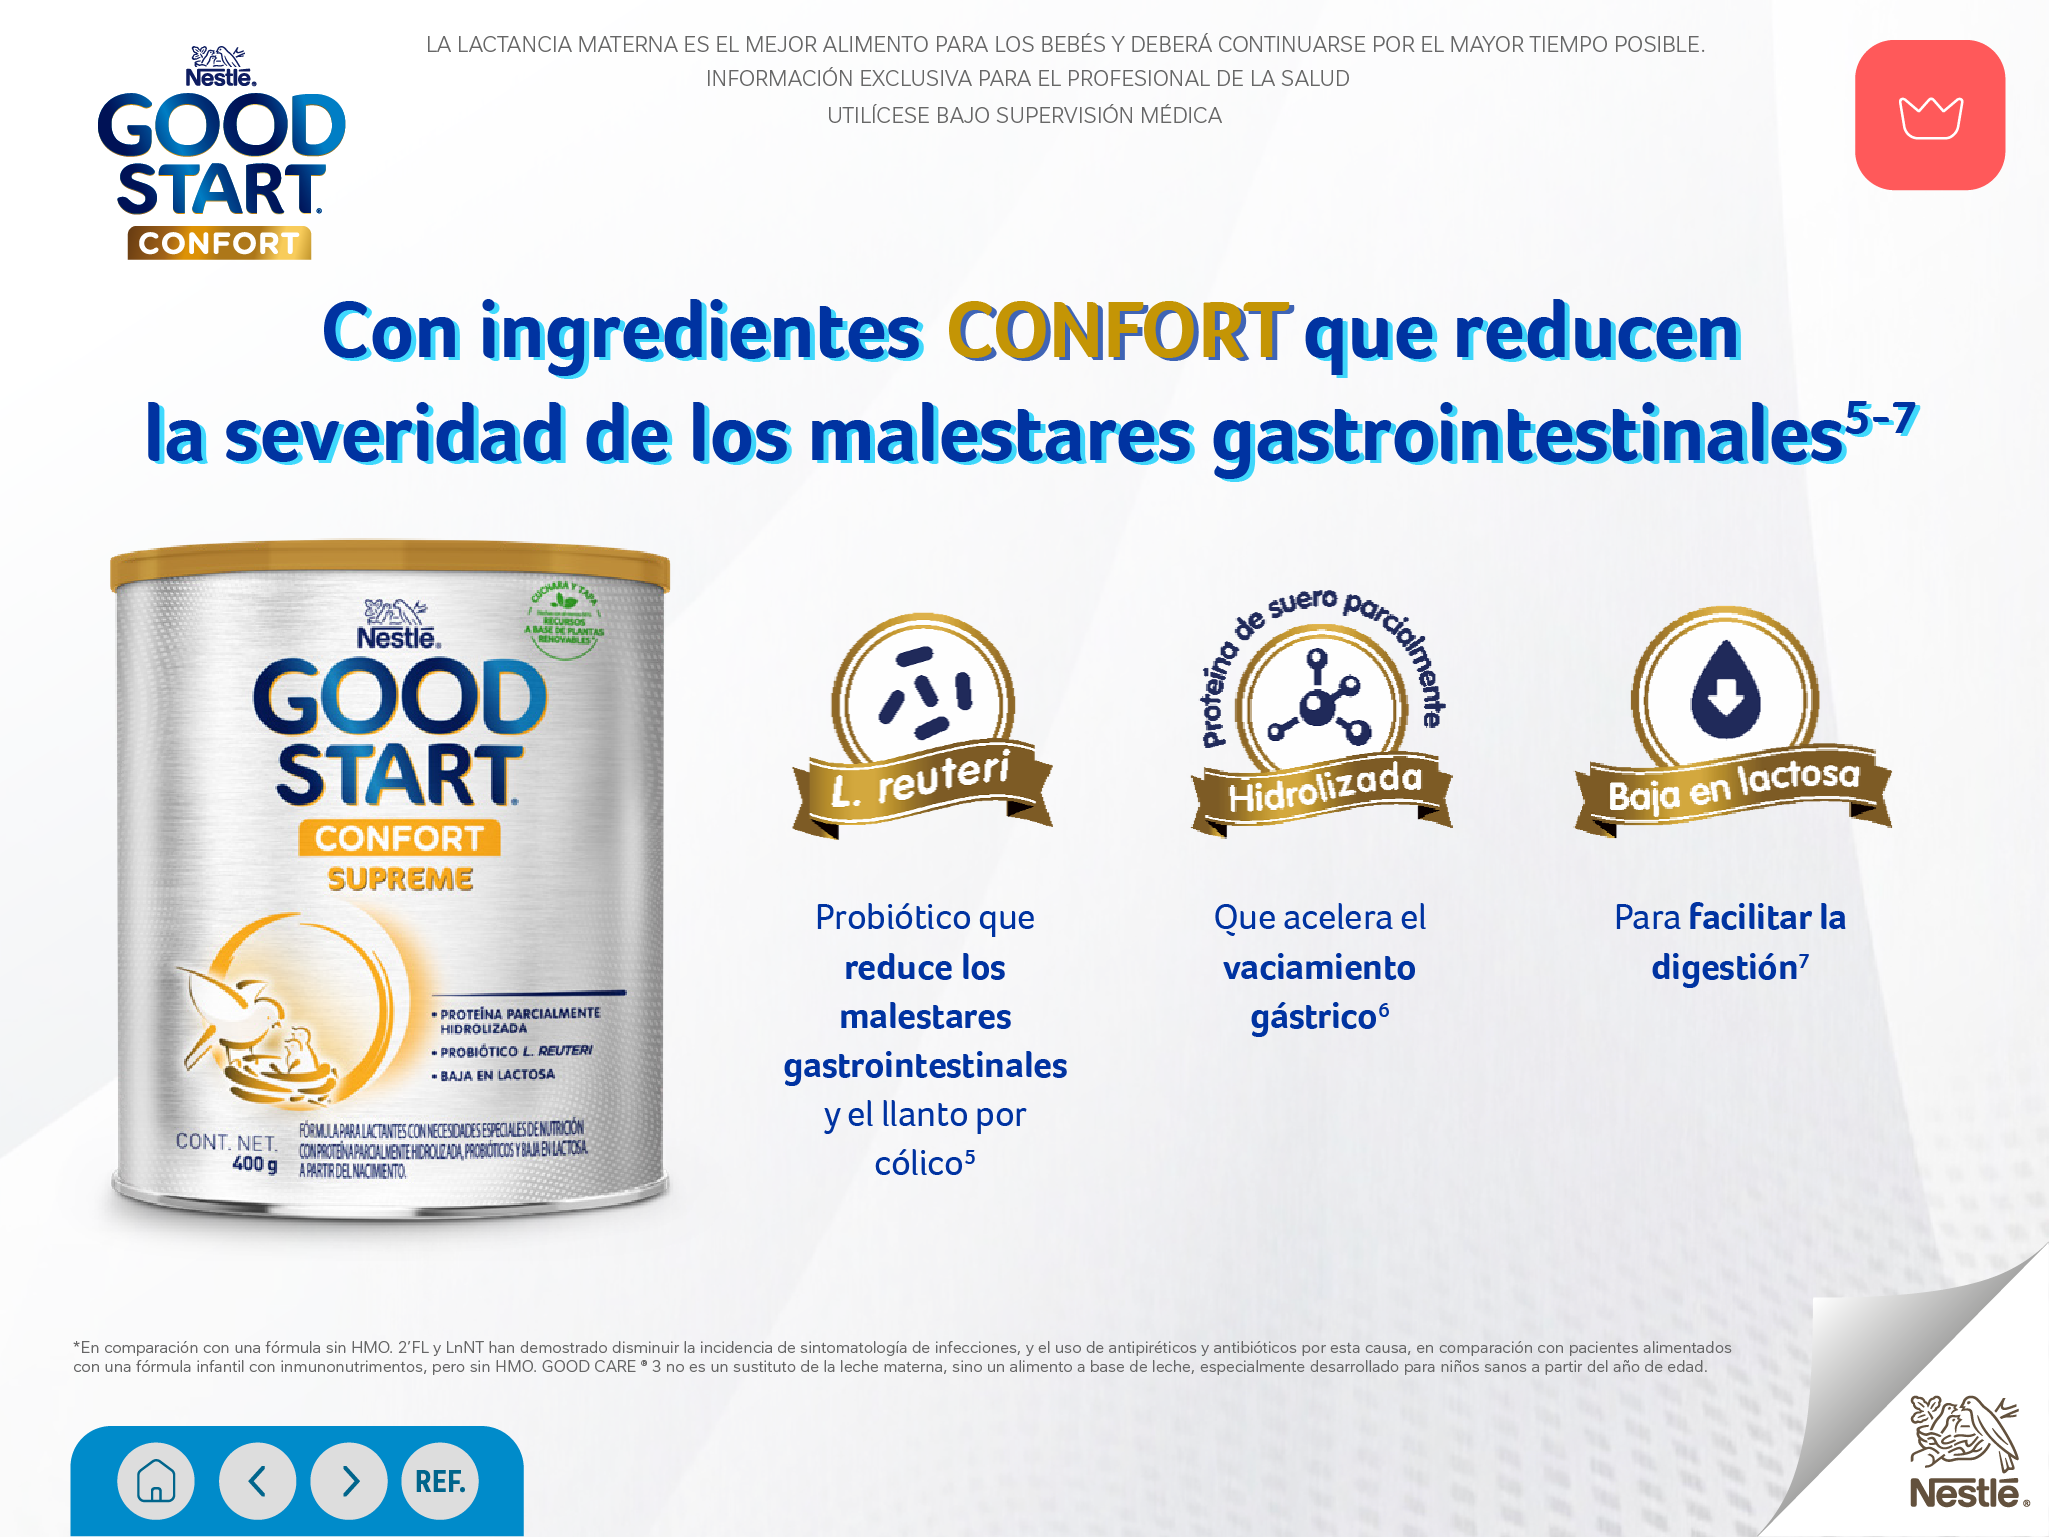 LA LACTANCIA MATERNA ES EL MEJOR ALIMENTO PARA LOS BEBÉS Y DEBERÁ CONTINUARSE POR EL MAYOR TIEMPO POSIBLE.
INFORMACIÓN EXCLUSIVA PARA EL PROFESIONAL DE LA SALUD
UTILÍCESE BAJO SUPERVISIÓN MÉDICA
Nestlé®
GOOD
START®
CONFORT
Con ingredientes CONFORT que reducen
la severidad de los malestares gastrointestinales⁵⁻⁷
CUCHARA Y TAPA
RECURSOS
A BASE DE PLANTAS
RENOVABLES*
Nestlé®
GOOD
START®
CONFORT
SUPREME
• PROTEÍNA PARCIALMENTE
HIDROLIZADA
• PROBIÓTICO L. REUTERI
• BAJA EN LACTOSA
CONT. NET.
400 g
FÓRMULA PARA LACTANTES CON NECESIDADES ESPECIALES DE NUTRICIÓN
CON PROTEÍNA PARCIALMENTE HIDROLIZADA, PROBIÓTICOS Y BAJA EN LACTOSA.
A PARTIR DEL NACIMIENTO.
L. reuteri
Probiótico que
reduce los
malestares
gastrointestinales
y el llanto por
cólico⁵
Proteína de suero parcialmente
Hidrolizada
Que acelera el
vaciamiento
gástrico⁶
Baja en lactosa
Para facilitar la
digestión⁷
*En comparación con una fórmula sin HMO. 2’FL y LnNT han demostrado disminuir la incidencia de sintomatología de infecciones, y el uso de antipiréticos y antibióticos por esta causa, en comparación con pacientes alimentados
con una fórmula infantil con inmunonutrimentos, pero sin HMO. GOOD CARE ® 3 no es un sustituto de la leche materna, sino un alimento a base de leche, especialmente desarrollado para niños sanos a partir del año de edad.
REF.
Nestlé®